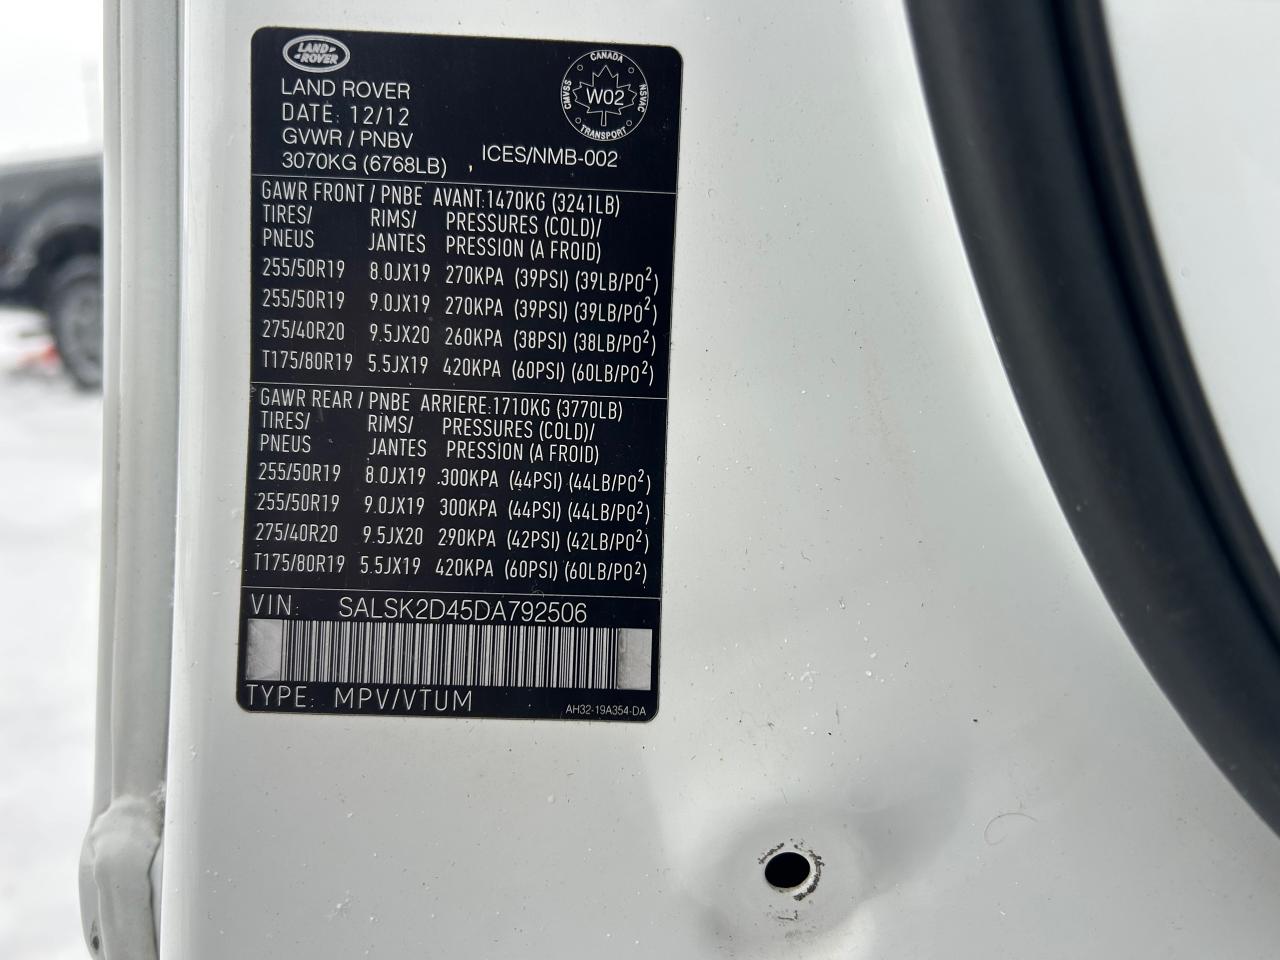 LAND ROVER
LAND ROVER
DATE: 12/12
GVWR / PNBV
3070KG (6768LB) , ICES/NMB-002
CANADA
CMVSS W02 NSVAC
TRANSPORT
GAWR FRONT / PNBE AVANT:1470KG (3241LB)
TIRES/ RIMS/ PRESSURES (COLD)/
PNEUS JANTES PRESSION (A FROID)
255/50R19 8.0JX19 270KPA (39PSI) (39LB/PO²)
255/50R19 9.0JX19 270KPA (39PSI) (39LB/PO²)
275/40R20 9.5JX20 260KPA (38PSI) (38LB/PO²)
T175/80R19 5.5JX19 420KPA (60PSI) (60LB/PO²)
GAWR REAR / PNBE ARRIERE:1710KG (3770LB)
TIRES/ RIMS/ PRESSURES (COLD)/
PNEUS JANTES PRESSION (A FROID)
255/50R19 8.0JX19 300KPA (44PSI) (44LB/PO²)
255/50R19 9.0JX19 300KPA (44PSI) (44LB/PO²)
275/40R20 9.5JX20 290KPA (42PSI) (42LB/PO²)
T175/80R19 5.5JX19 420KPA (60PSI) (60LB/PO²)
VIN: SALSK2D45DA792506
TYPE: MPV/VTUM
AH32-19A354-DA